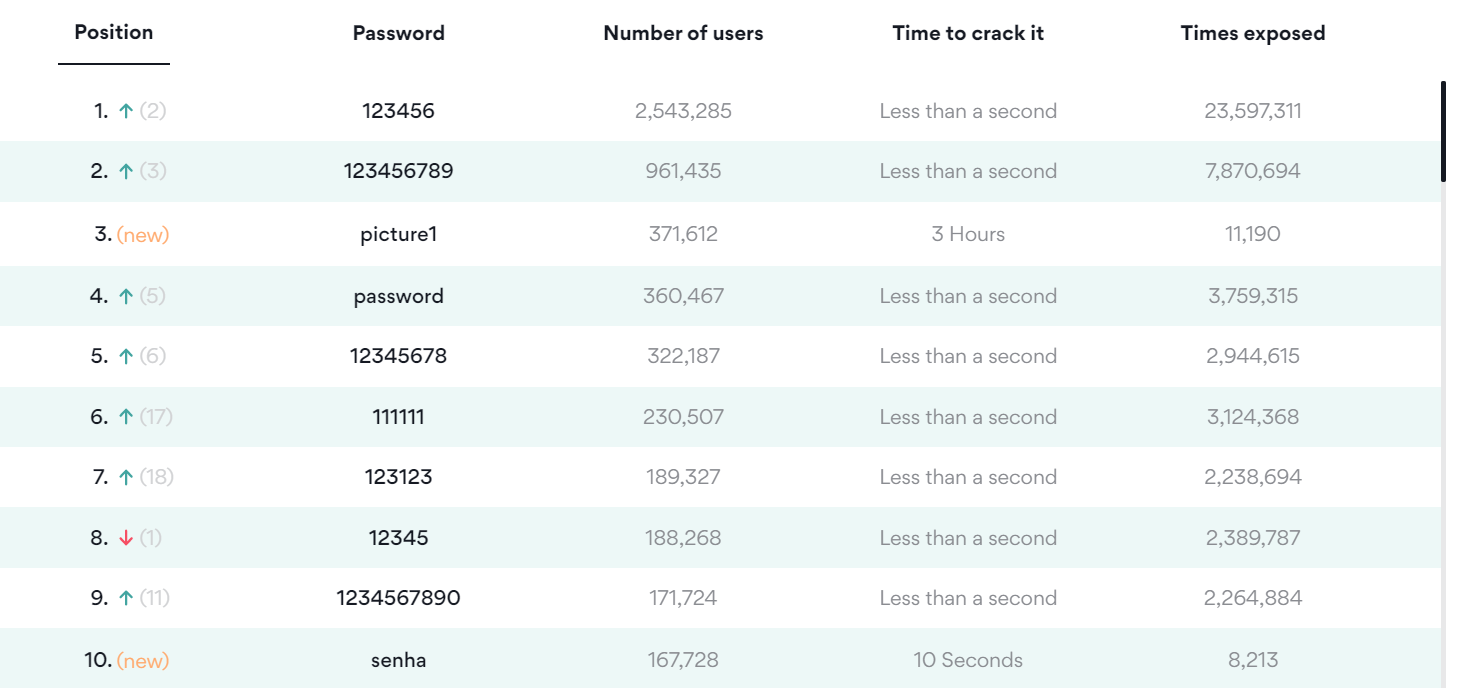 Position Password Number of users Time to crack it Times exposed
1. ↑ (2) 123456 2,543,285 Less than a second 23,597,311
2. ↑ (3) 123456789 961,435 Less than a second 7,870,694
3. (new) picture1 371,612 3 Hours 11,190
4. ↑ (5) password 360,467 Less than a second 3,759,315
5. ↑ (6) 12345678 322,187 Less than a second 2,944,615
6. ↑ (17) 111111 230,507 Less than a second 3,124,368
7. ↑ (18) 123123 189,327 Less than a second 2,238,694
8. ↓ (1) 12345 188,268 Less than a second 2,389,787
9. ↑ (11) 1234567890 171,724 Less than a second 2,264,884
10. (new) senha 167,728 10 Seconds 8,213